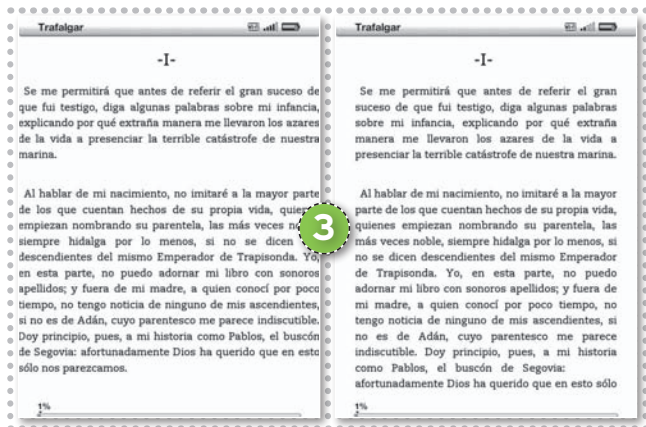 Trafalgar
-I-
Se me permitirá que antes de referir el gran suceso de
que fui testigo, diga algunas palabras sobre mi infancia,
explicando por qué extraña manera me llevaron los azares
de la vida a presenciar la terrible catástrofe de nuestra
marina.
Al hablar de mi nacimiento, no imitaré a la mayor parte
de los que cuentan hechos de su propia vida,
empiezan nombrando su parentela, las más veces
siempre hidalga por lo menos, si no se dicen
descendientes del mismo Emperador de Trapisonda. Yo,
en esta parte, no puedo adornar mi libro con sonoros
apellidos; y fuera de mi madre, a quien conocí por poco
tiempo, no tengo noticia de ninguno de mis ascendientes,
si no es de Adán, cuyo parentesco me parece indiscutible.
Doy principio, pues, a mi historia como Pablos, el buscón
de Segovia: afortunadamente Dios ha querido que en esto
sólo nos parezcamos.
1%
3
Trafalgar
-I-
Se me permitirá que antes de referir el gran
suceso de que fui testigo, diga algunas palabras
sobre mi infancia, explicando por qué extraña
manera me llevaron los azares de la vida a
presenciar la terrible catástrofe de nuestra marina.
Al hablar de mi nacimiento, no imitaré a la mayor
parte de los que cuentan hechos de su propia vida,
quienes empiezan nombrando su parentela, las
más veces noble, siempre hidalga por lo menos, si
no se dicen descendientes del mismo Emperador
de Trapisonda. Yo, en esta parte, no puedo
adornar mi libro con sonoros apellidos; y fuera de
mi madre, a quien conocí por poco tiempo, no
tengo noticia de ninguno de mis ascendientes, si
no es de Adán, cuyo parentesco me parece
indiscutible. Doy principio, pues, a mi historia
como Pablos, el buscón de Segovia:
afortunadamente Dios ha querido que en esto sólo
1%